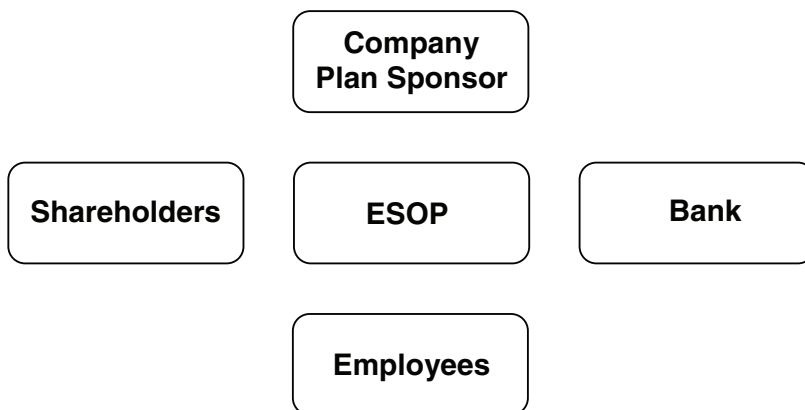 Company
Plan Sponsor
Shareholders
ESOP
Bank
Employees